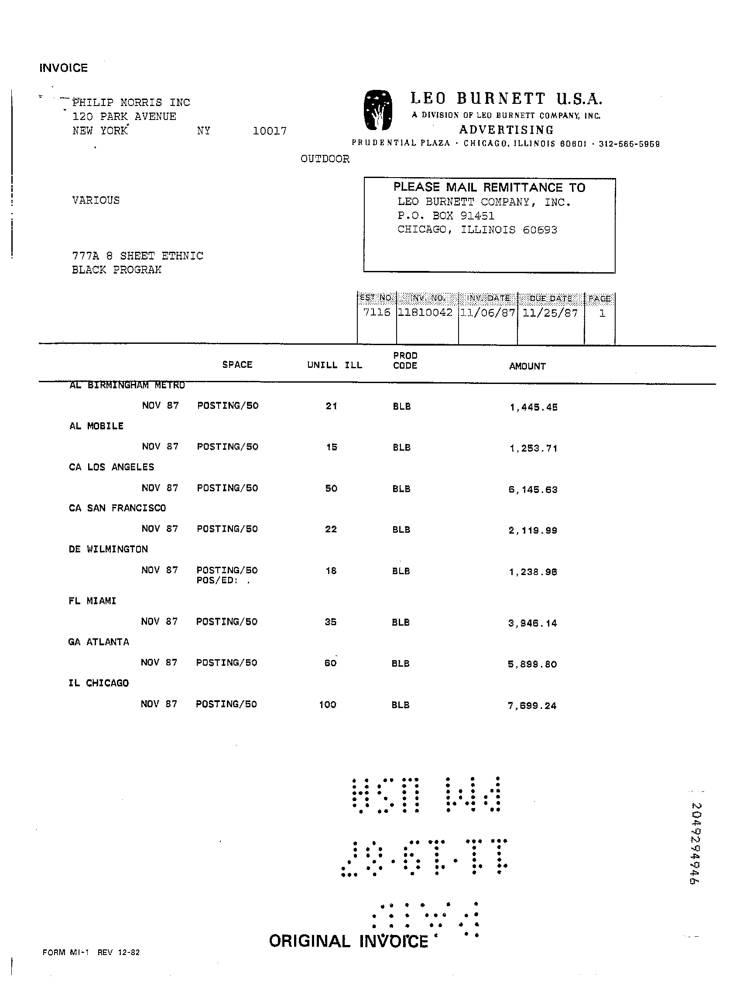 INVOICE
PHILIP MORRIS INC
120 PARK AVENUE
NEW YORK NY 10017
LEO BURNETT U.S.A.
A DIVISION OF LEO BURNETT COMPANY, INC.
ADVERTISING
PRUDENTIAL PLAZA · CHICAGO, ILLINOIS 60601 · 312-565-5959
OUTDOOR
VARIOUS
PLEASE MAIL REMITTANCE TO
LEO BURNETT COMPANY, INC.
P.O. BOX 91451
CHICAGO, ILLINOIS 60693
777A 8 SHEET ETHNIC
BLACK PROGRAM
EST NO. INV. NO. INV. DATE DUE DATE PAGE
7116 11810042 11/06/87 11/25/87 1
SPACE UNILL ILL PROD CODE AMOUNT
AL BIRMINGHAM METRO
NOV 87 POSTING/50 21 BLB 1,445.45
AL MOBILE
NOV 87 POSTING/50 15 BLB 1,253.71
CA LOS ANGELES
NOV 87 POSTING/50 50 BLB 6,145.63
CA SAN FRANCISCO
NOV 87 POSTING/50 22 BLB 2,119.99
DE WILMINGTON
NOV 87 POSTING/50 18 BLB 1,238.98
POS/ED: .
FL MIAMI
NOV 87 POSTING/50 35 BLB 3,946.14
GA ATLANTA
NOV 87 POSTING/50 60 BLB 5,899.80
IL CHICAGO
NOV 87 POSTING/50 100 BLB 7,699.24
PM USA
11·19·87
PAID
2049294946
ORIGINAL INVOICE
FORM MI-1 REV 12-82